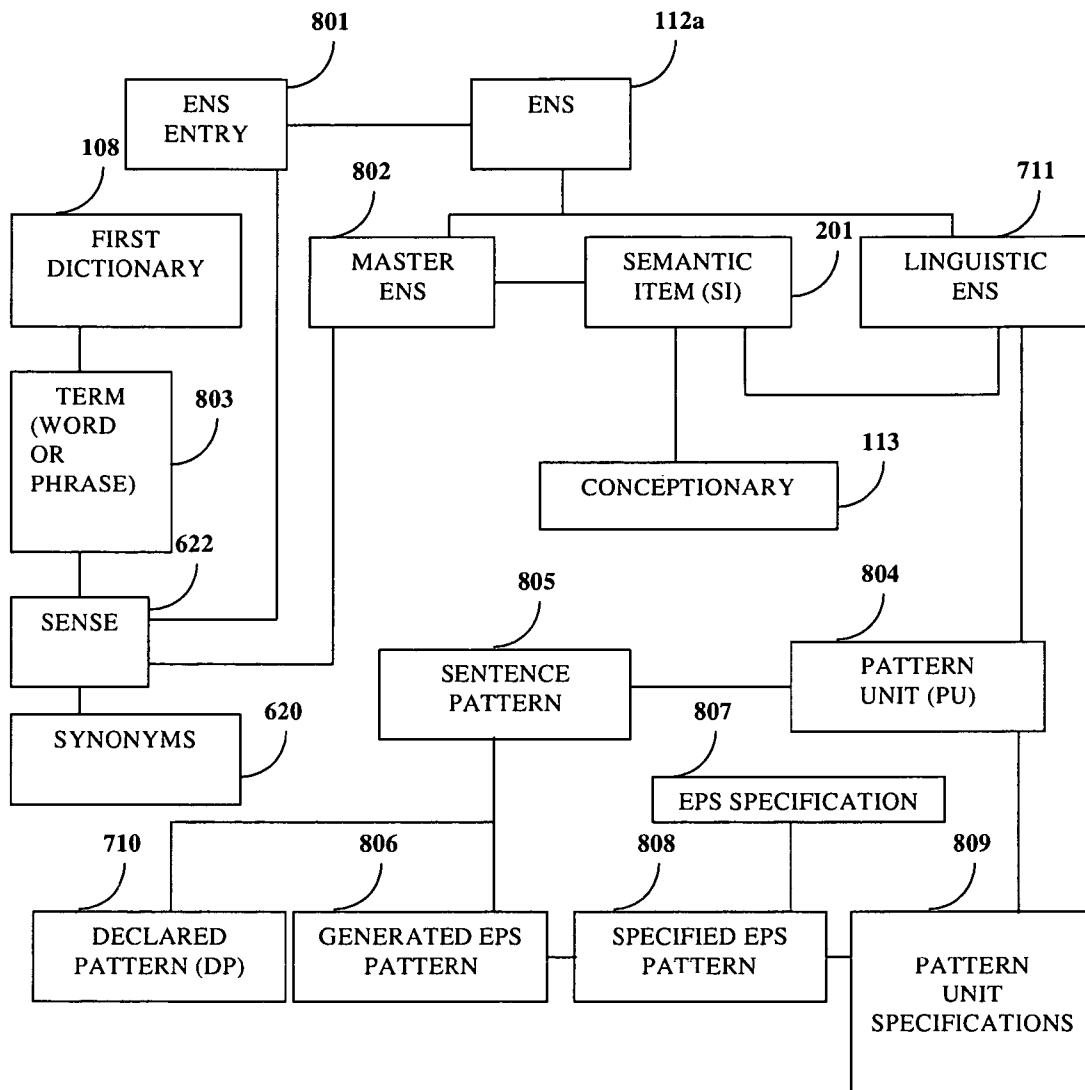 801
112a
ENS
ENTRY
ENS
108
802
711
FIRST
DICTIONARY
MASTER
ENS
SEMANTIC
ITEM (SI)
201
LINGUISTIC
ENS
TERM
(WORD
OR
PHRASE)
803
113
CONCEPTIONARY
622
SENSE
805
804
SENTENCE
PATTERN
PATTERN
UNIT (PU)
SYNONYMS
620
807
EPS SPECIFICATION
710
806
808
809
DECLARED
PATTERN (DP)
GENERATED EPS
PATTERN
SPECIFIED EPS
PATTERN
PATTERN
UNIT
SPECIFICATIONS